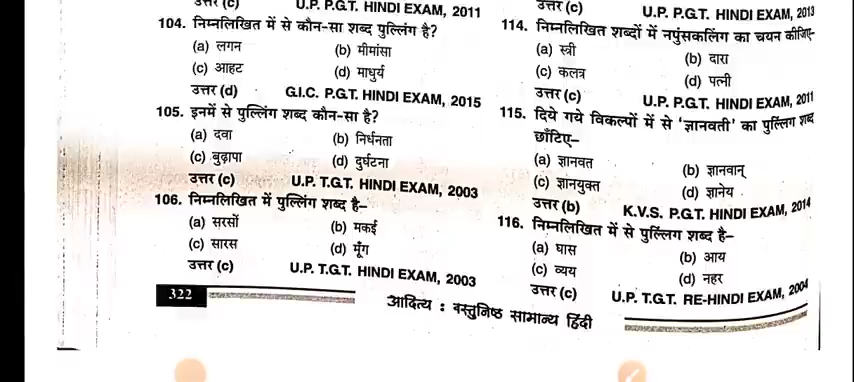 उत्तर (c) U.P. P.G.T. HINDI EXAM, 2011
104. निम्नलिखित में से कौन-सा शब्द पुल्लिंग है?
(a) लगन (b) मीमांसा
(c) आहट (d) माधुर्य
उत्तर (d) G.I.C. P.G.T. HINDI EXAM, 2015
105. इनमें से पुल्लिंग शब्द कौन-सा है?
(a) दवा (b) निर्धनता
(c) बुढ़ापा (d) दुर्घटना
उत्तर (c) U.P. T.G.T. HINDI EXAM, 2003
106. निम्नलिखित में पुल्लिंग शब्द है–
(a) सरसों (b) मकई
(c) सारस (d) मूँग
उत्तर (c) U.P. T.G.T. HINDI EXAM, 2003
उत्तर (c) U.P. P.G.T. HINDI EXAM, 2013
114. निम्नलिखित शब्दों में नपुंसकलिंग का चयन कीजिए–
(a) स्त्री (b) दारा
(c) कलत्र (d) पत्नी
उत्तर (c) U.P. P.G.T. HINDI EXAM, 2011
115. दिये गये विकल्पों में से 'ज्ञानवती' का पुल्लिंग शब्द
छाँटिए–
(a) ज्ञानवत (b) ज्ञानवान्
(c) ज्ञानयुक्त (d) ज्ञानेय
उत्तर (b) K.V.S. P.G.T. HINDI EXAM, 2014
116. निम्नलिखित में से पुल्लिंग शब्द है–
(a) घास (b) आय
(c) व्यय (d) नहर
उत्तर (c) U.P. T.G.T. RE-HINDI EXAM, 2004
322 आदित्य : वस्तुनिष्ठ सामान्य हिंदी